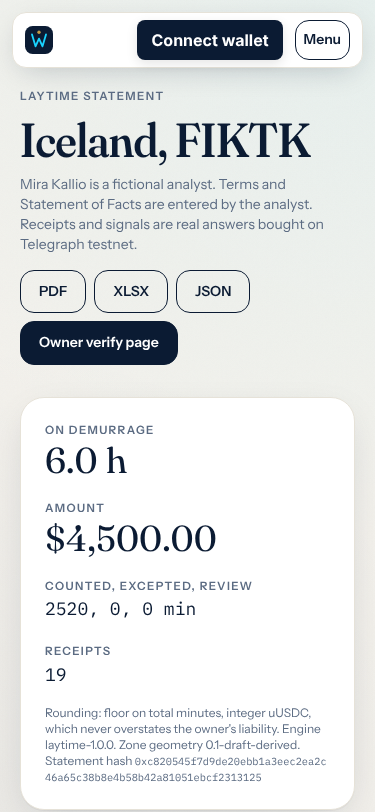 W
Connect wallet
Menu
LAYTIME STATEMENT
Iceland, FIKTK
Mira Kallio is a fictional analyst. Terms and
Statement of Facts are entered by the analyst.
Receipts and signals are real answers bought on
Telegraph testnet.
PDF
XLSX
JSON
Owner verify page
ON DEMURRAGE
6.0 h
AMOUNT
$4,500.00
COUNTED, EXCEPTED, REVIEW
2520, 0, 0 min
RECEIPTS
19
Rounding: floor on total minutes, integer uUSDC,
which never overstates the owner's liability. Engine
laytime-1.0.0. Zone geometry 0.1-draft-derived.
Statement hash 0xc820545f7d9de20ebb1a3eec2ea2c
46a65c38b8e4b58b42a81051ebcf2313125